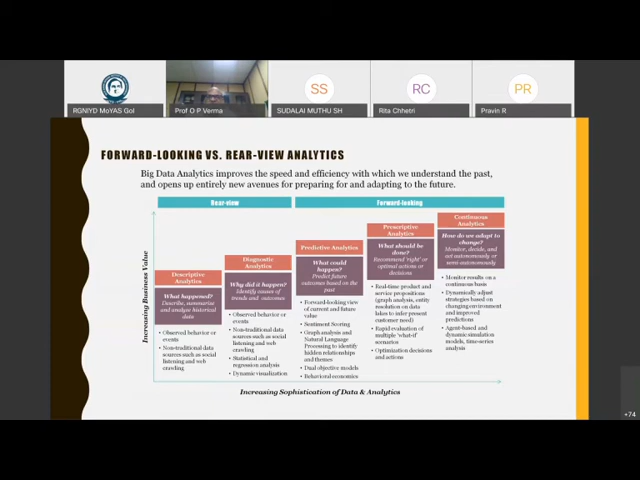 RGNIYD MoYAS GoI
Prof O P Verma
SS
SUDALAI MUTHU SH
RC
Rita Chhetri
PR
Pravin R
FORWARD-LOOKING VS. REAR-VIEW ANALYTICS
Big Data Analytics improves the speed and efficiency with which we understand the past,
and opens up entirely new avenues for preparing for and adapting to the future.
Rear-view
Forward-looking
Increasing Business Value
Descriptive
Analytics
What happened?
Describe, summarize
and analyze historical
data
• Observed behavior or
events
• Non-traditional data
sources such as social
listening and web
crawling
Diagnostic
Analytics
Why did it happen?
Identify causes of
trends and outcomes
• Observed behavior or
events
• Non-traditional data
sources such as social
listening and web
crawling
• Statistical and
regression analysis
• Dynamic visualization
Predictive Analytics
What could
happen?
Predict future
outcomes based on the
past
• Forward-looking view
of current and future
value
• Sentiment Scoring
• Graph analysis and
Natural Language
Processing to identify
hidden relationships
and themes
• Dual objective models
• Behavioral economics
Prescriptive
Analytics
What should be
done?
Recommend 'right' or
optimal actions or
decisions
• Real-time product and
service propositions
(graph analysis, entity
resolution on data
lakes to infer present
customer need)
• Rapid evaluation of
multiple 'what-if'
scenarios
• Optimization decisions
and actions
Continuous
Analytics
How do we adapt to
change?
Monitor, decide, and
act autonomously or
semi-autonomously
• Monitor results on a
continuous basis
• Dynamically adjust
strategies based on
changing environment
and improved
predictions
• Agent-based and
dynamic simulation
models, time-series
analysis
Increasing Sophistication of Data & Analytics
+74